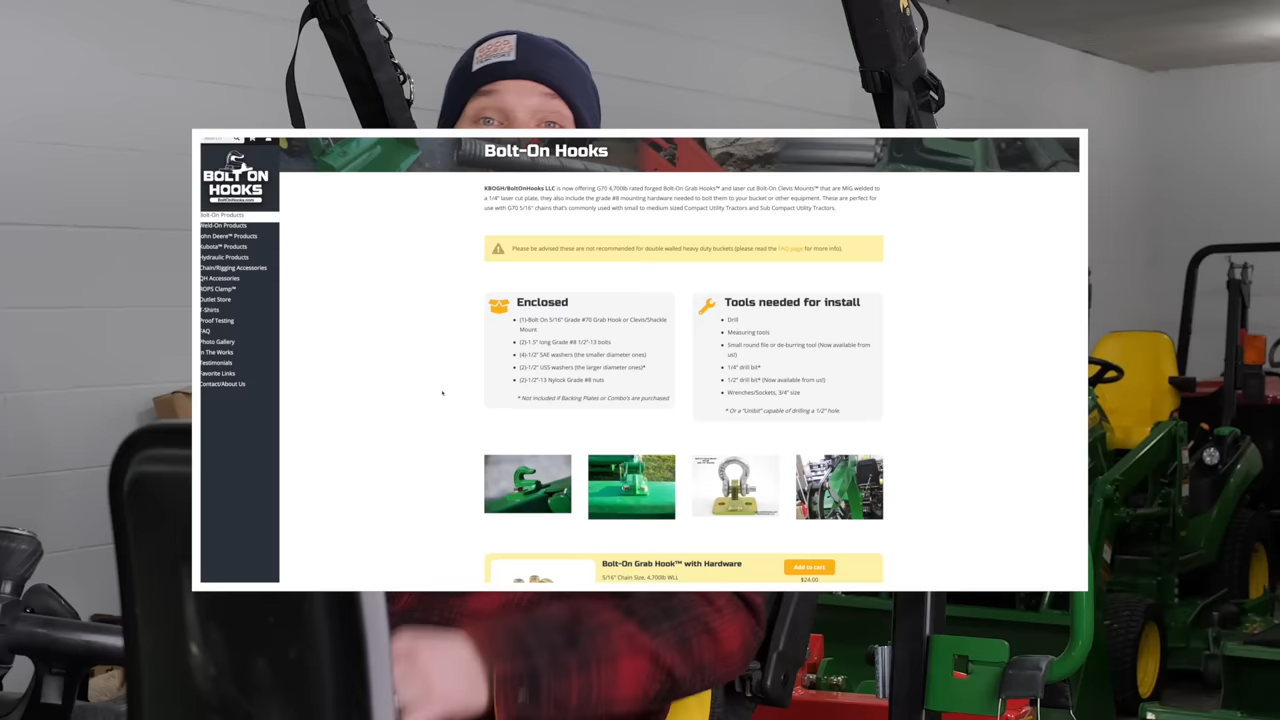 GOOD
WORKS
TRACTORS
BOLT ON
HOOKS
BoltOnHooks.com
Bolt-On Products
Weld-On Products
John Deere™ Products
Kubota™ Products
Hydraulic Products
Chain/Rigging Accessories
QH Accessories
ROPS Clamp™
Outlet Store
T-Shirts
Proof Testing
FAQ
Photo Gallery
In The Works
Testimonials
Favorite Links
Contact/About Us
Bolt-On Hooks
KBOGH/BoltOnHooks LLC is now offering G70 4,700lb rated forged Bolt-On Grab Hooks™ and laser cut Bolt-On Clevis Mounts™ that are MIG welded
to a 1/4" laser cut plate, they also include the grade #8 mounting hardware needed to bolt them to your bucket or other equipment. These are perfect for
use with G70 5/16" chains that's commonly used with small to medium sized Compact Utility Tractors and Sub Compact Utility Tractors.
Please be advised these are not recommended for double walled heavy duty buckets (please read the FAQ page for more info).
Enclosed
(1)-Bolt On 5/16" Grade #70 Grab Hook or Clevis/Shackle
Mount
(2)-1.5" long Grade #8 1/2"-13 bolts
(4)-1/2" SAE washers (the smaller diameter ones)
(2)-1/2" USS washers (the larger diameter ones)*
(2)-1/2"-13 Nylock Grade #8 nuts
* Not included if Backing Plates or Combo's are purchased
Tools needed for install
Drill
Measuring tools
Small round file or de-burring tool (Now available from
us!)
1/4" drill bit*
1/2" drill bit* (Now available from us!)
Wrenches/Sockets, 3/4" size
* Or a "Unibit" capable of drilling a 1/2" hole.
Bolt-On Grab Hook™ with Hardware
5/16" Chain Size, 4,700lb WLL
Add to cart
$24.00